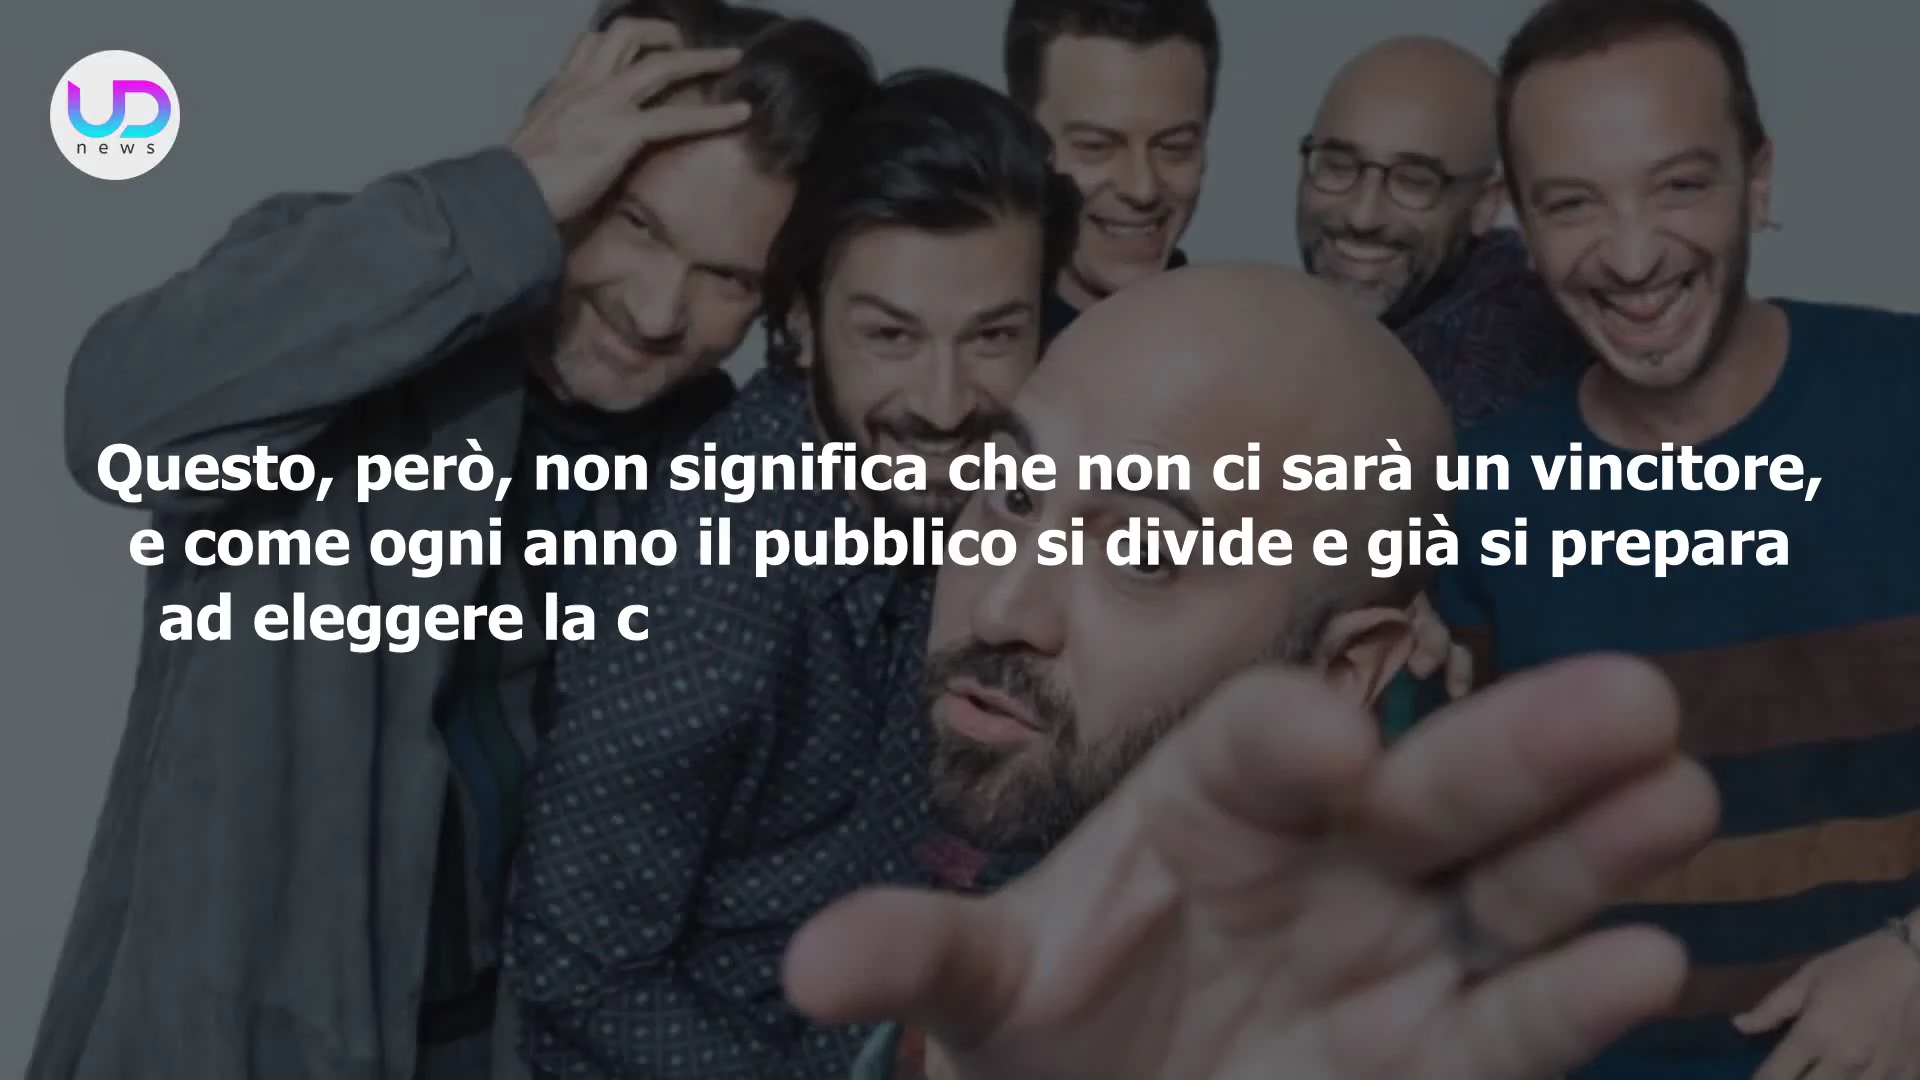 UD
news
Questo, però, non significa che non ci sarà un vincitore,
e come ogni anno il pubblico si divide e già si prepara
ad eleggere la c